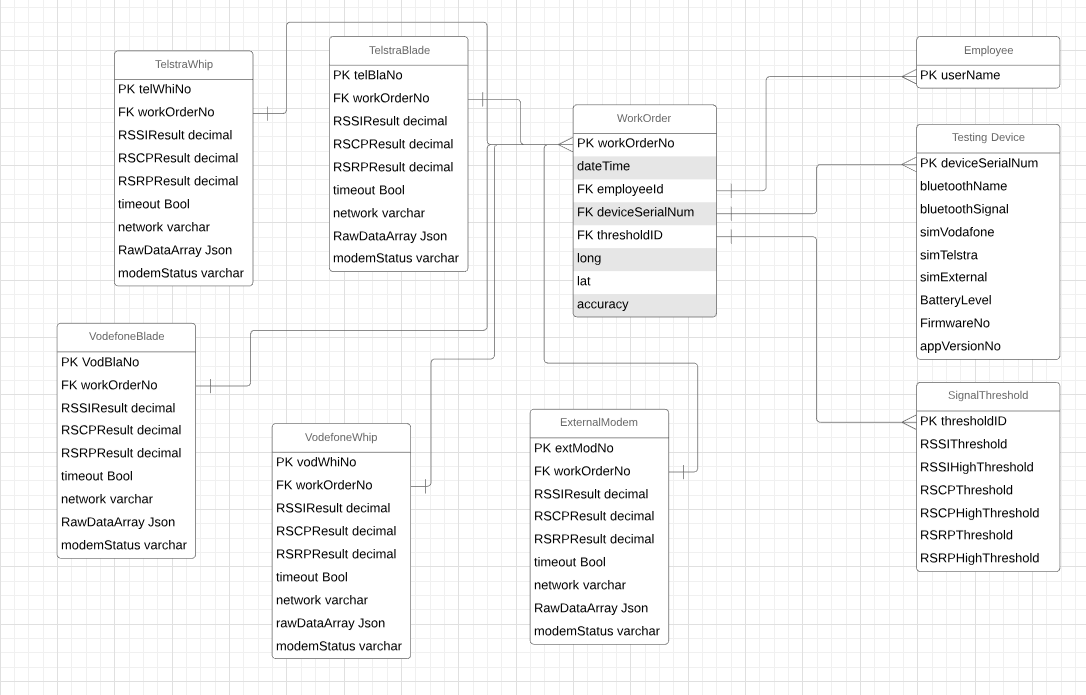 TelstraWhip
PK telWhiNo
FK workOrderNo
RSSIResult decimal
RSCPResult decimal
RSRPResult decimal
timeout Bool
network varchar
RawDataArray Json
modemStatus varchar
TelstraBlade
PK telBlaNo
FK workOrderNo
RSSIResult decimal
RSCPResult decimal
RSRPResult decimal
timeout Bool
network varchar
RawDataArray Json
modemStatus varchar
WorkOrder
PK workOrderNo
dateTime
FK employeeId
FK deviceSerialNum
FK thresholdID
long
lat
accuracy
Employee
PK userName
Testing Device
PK deviceSerialNum
bluetoothName
bluetoothSignal
simVodafone
simTelstra
simExternal
BatteryLevel
FirmwareNo
appVersionNo
VodefoneBlade
PK VodBlaNo
FK workOrderNo
RSSIResult decimal
RSCPResult decimal
RSRPResult decimal
timeout Bool
network varchar
RawDataArray Json
modemStatus varchar
VodefoneWhip
PK vodWhiNo
FK workOrderNo
RSSIResult decimal
RSCPResult decimal
RSRPResult decimal
timeout Bool
network varchar
rawDataArray Json
modemStatus varchar
ExternalModem
PK extModNo
FK workOrderNo
RSSIResult decimal
RSCPResult decimal
RSRPResult decimal
timeout Bool
network varchar
RawDataArray Json
modemStatus varchar
SignalThreshold
PK thresholdID
RSSIThreshold
RSSIHighThreshold
RSCPThreshold
RSCPHighThreshold
RSRPThreshold
RSRPHighThreshold